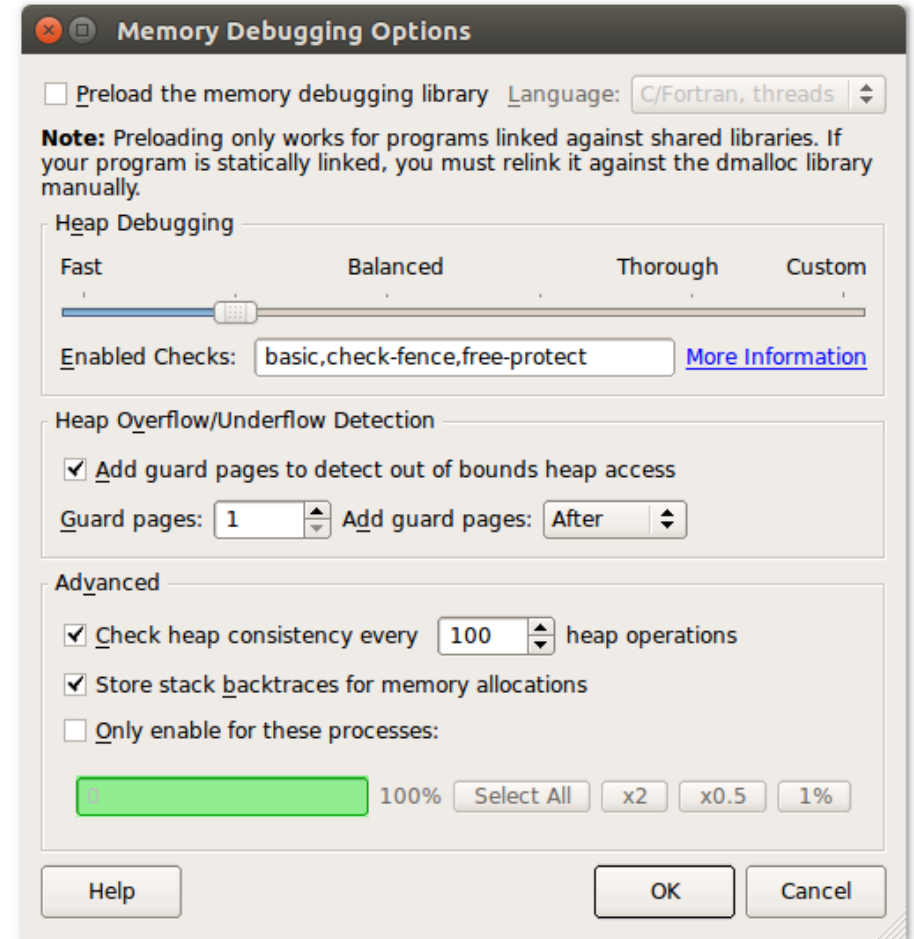 Memory Debugging Options
Preload the memory debugging library Language: C/Fortran, threads
Note: Preloading only works for programs linked against shared libraries. If
your program is statically linked, you must relink it against the dmalloc library
manually.
Heap Debugging
Fast Balanced Thorough Custom
Enabled Checks: basic,check-fence,free-protect More Information
Heap Overflow/Underflow Detection
Add guard pages to detect out of bounds heap access
Guard pages: 1 Add guard pages: After
Advanced
Check heap consistency every 100 heap operations
Store stack backtraces for memory allocations
Only enable for these processes:
0 100% Select All x2 x0.5 1%
Help OK Cancel